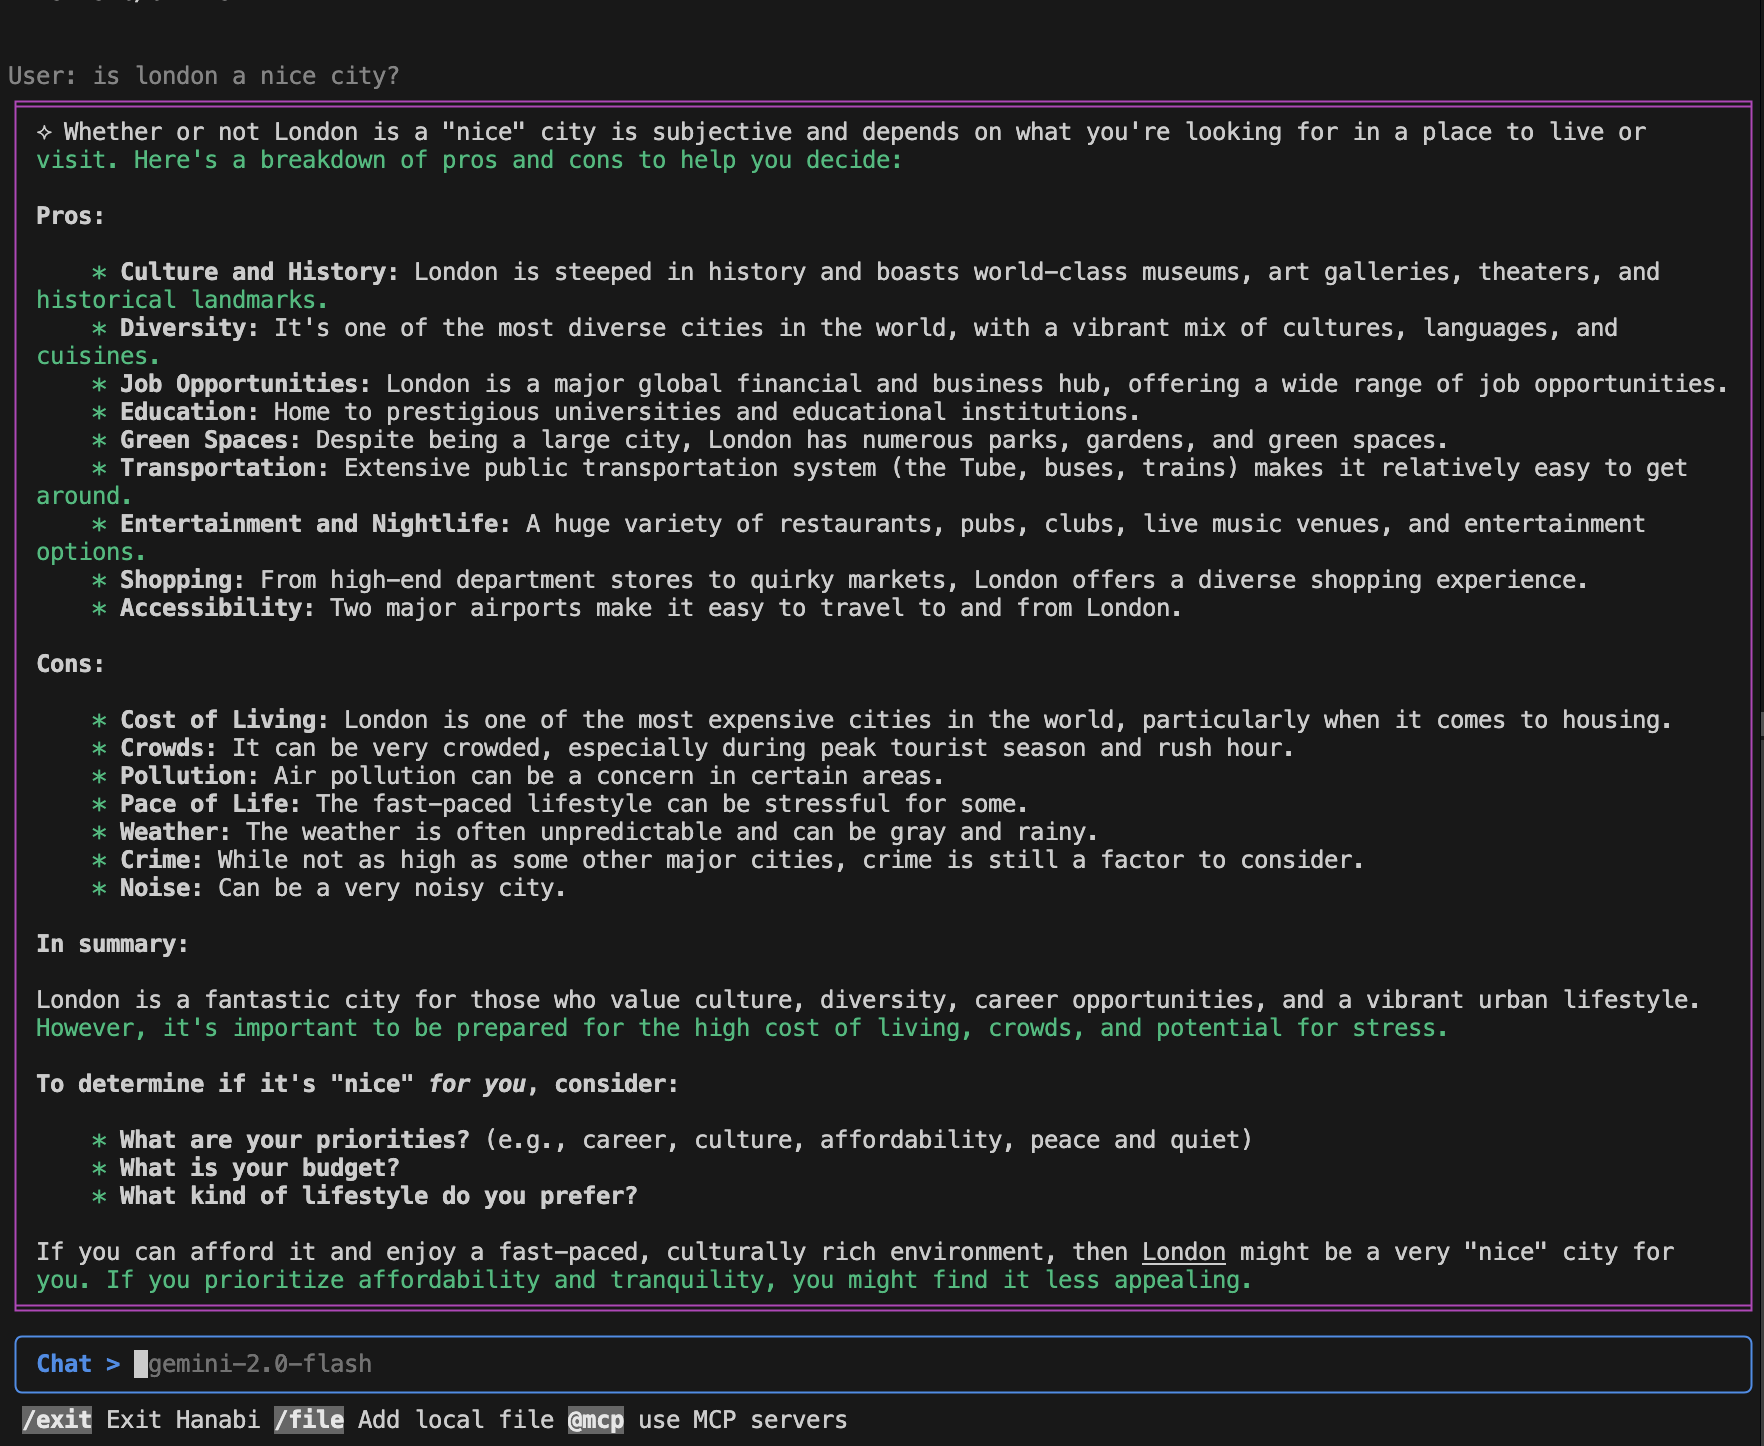 User: is london a nice city?
✧ Whether or not London is a "nice" city is subjective and depends on what you're looking for in a place to live or
visit. Here's a breakdown of pros and cons to help you decide:
Pros:
* Culture and History: London is steeped in history and boasts world-class museums, art galleries, theaters, and
historical landmarks.
* Diversity: It's one of the most diverse cities in the world, with a vibrant mix of cultures, languages, and
cuisines.
* Job Opportunities: London is a major global financial and business hub, offering a wide range of job opportunities.
* Education: Home to prestigious universities and educational institutions.
* Green Spaces: Despite being a large city, London has numerous parks, gardens, and green spaces.
* Transportation: Extensive public transportation system (the Tube, buses, trains) makes it relatively easy to get
around.
* Entertainment and Nightlife: A huge variety of restaurants, pubs, clubs, live music venues, and entertainment
options.
* Shopping: From high-end department stores to quirky markets, London offers a diverse shopping experience.
* Accessibility: Two major airports make it easy to travel to and from London.
Cons:
* Cost of Living: London is one of the most expensive cities in the world, particularly when it comes to housing.
* Crowds: It can be very crowded, especially during peak tourist season and rush hour.
* Pollution: Air pollution can be a concern in certain areas.
* Pace of Life: The fast-paced lifestyle can be stressful for some.
* Weather: The weather is often unpredictable and can be gray and rainy.
* Crime: While not as high as some other major cities, crime is still a factor to consider.
* Noise: Can be a very noisy city.
In summary:
London is a fantastic city for those who value culture, diversity, career opportunities, and a vibrant urban lifestyle.
However, it's important to be prepared for the high cost of living, crowds, and potential for stress.
To determine if it's "nice" for you, consider:
* What are your priorities? (e.g., career, culture, affordability, peace and quiet)
* What is your budget?
* What kind of lifestyle do you prefer?
If you can afford it and enjoy a fast-paced, culturally rich environment, then London might be a very "nice" city for
you. If you prioritize affordability and tranquility, you might find it less appealing.
Chat > gemini-2.0-flash
/exit Exit Hanabi /file Add local file @mcp use MCP servers